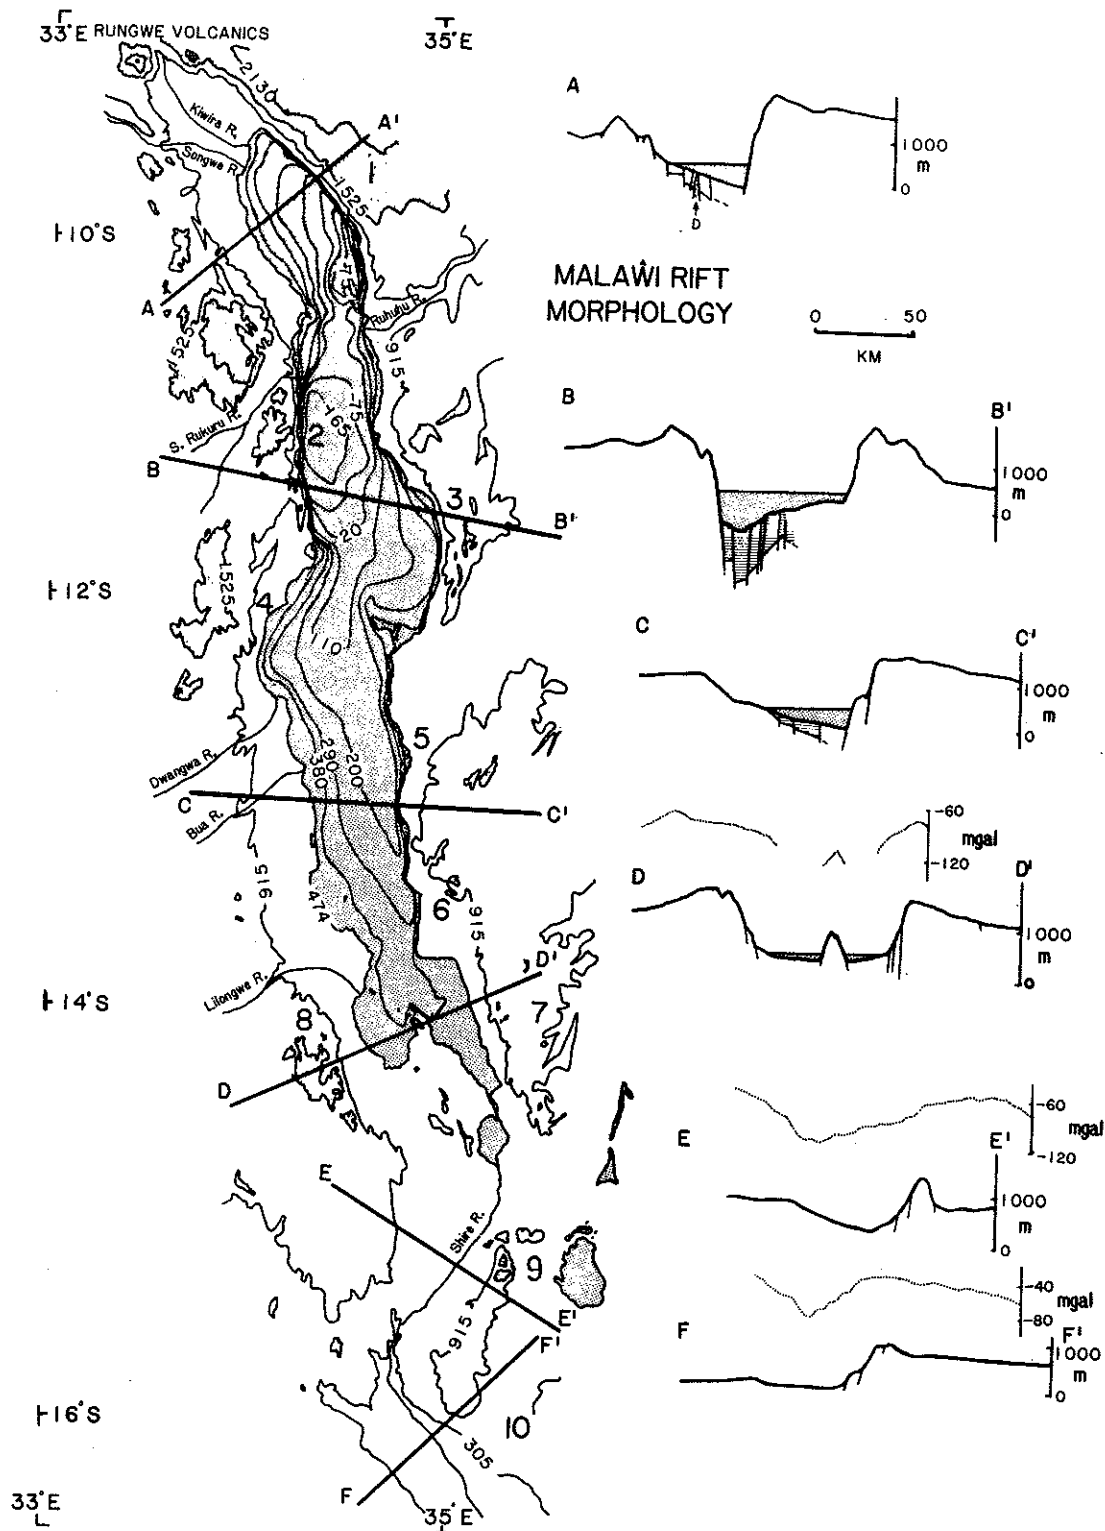 33°E RUNGWE VOLCANICS
35°E
2130
Kiwira R.
Songwe R.
A'
1
1525
10°S
A
75
Ruhuhu R.
1525
915
S. Rukuru R.
-165
-75
2
B
3
20
B'
12°S
1525
4
110
5
Dwangwa R.
290
380
200
C
C'
Bua R.
915
474
6
915
D'
Lilongwe R.
14°S
8
7
D
E
Shire R.
9
915
E'
F'
16°S
10
305
F
33°E
35°E
A
1000
m
0
D
MALAWI RIFT
MORPHOLOGY
0 50
KM
B
B'
1000
m
0
C
C'
1000
m
0
-60
mgal
-120
D
D'
1000
m
0
-60
mgal
-120
E
E'
1000
m
0
-40
mgal
-80
F
F'
1000
m
0